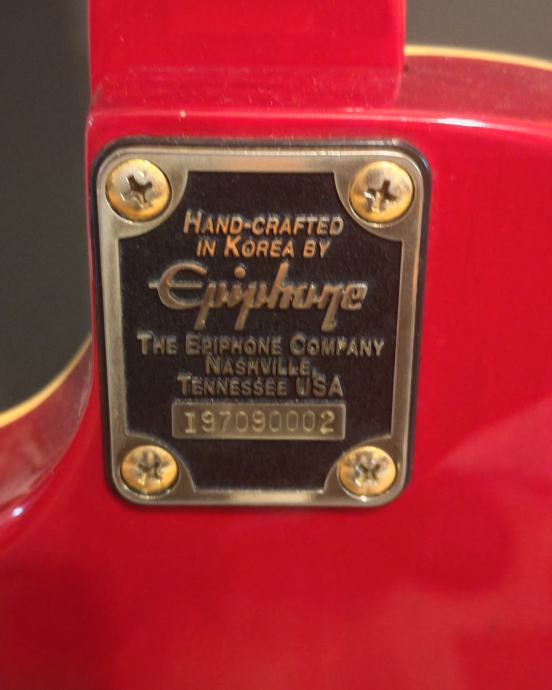 HAND-CRAFTED
IN KOREA BY
Epiphone
THE EPIPHONE COMPANY
NASHVILLE,
TENNESSEE USA
I97090002